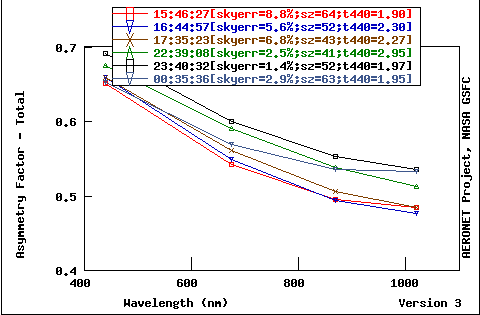 15:46:27[skyerr=8.8%;sz=64;t440=1.90]
16:44:57[skyerr=5.6%;sz=52;t440=2.30]
17:35:23[skyerr=6.8%;sz=43;t440=2.27]
22:39:08[skyerr=2.5%;sz=41;t440=2.95]
23:40:32[skyerr=1.4%;sz=52;t440=1.97]
00:35:36[skyerr=2.9%;sz=63;t440=1.95]
0.7
0.6
0.5
0.4
Asymmetry Factor - Total
AERONET Project, NASA GSFC
400
600
800
1000
Wavelength (nm)
Version 3